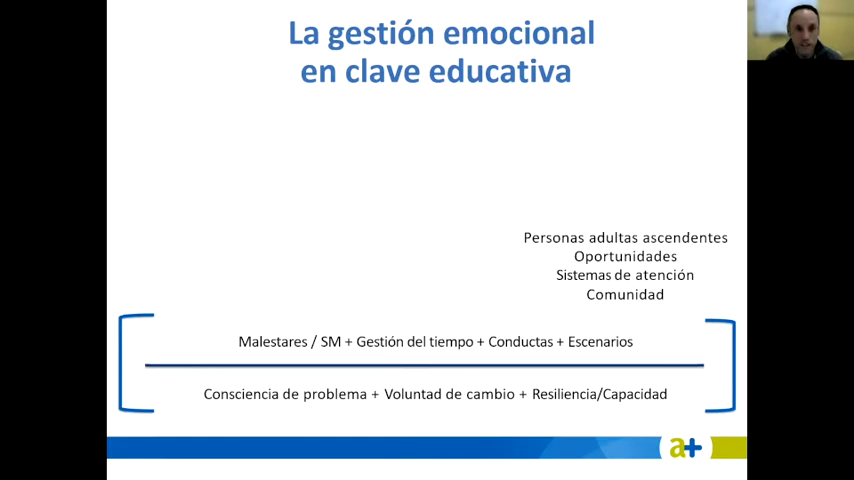 La gestión emocional
en clave educativa
Personas adultas ascendentes
Oportunidades
Sistemas de atención
Comunidad
Malestares / SM + Gestión del tiempo + Conductas + Escenarios
Consciencia de problema + Voluntad de cambio + Resiliencia/Capacidad
a+